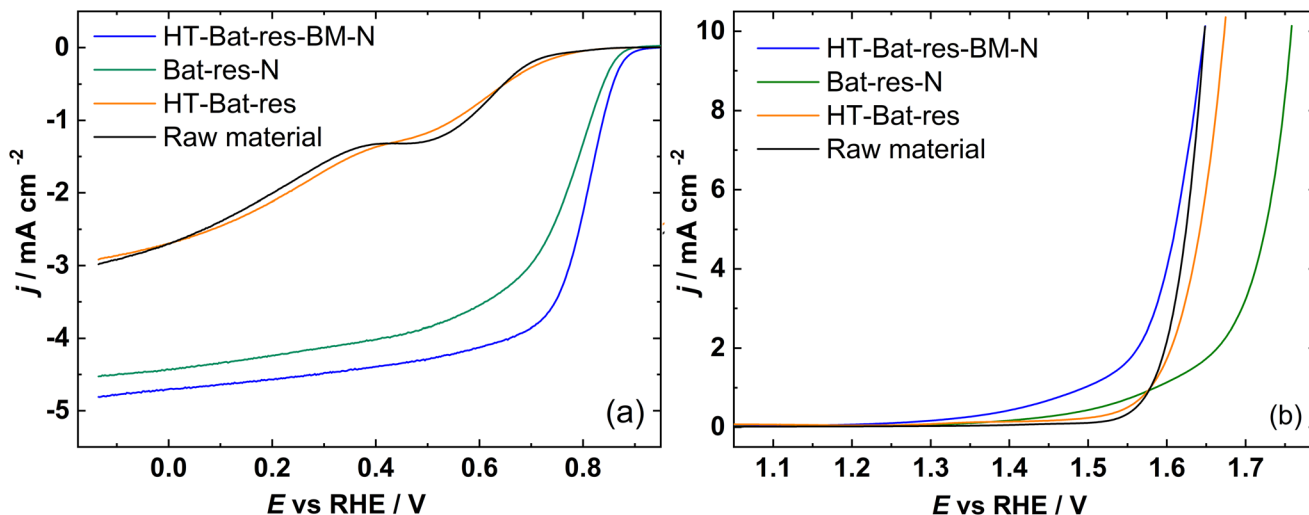 HT-Bat-res-BM-N
Bat-res-N
HT-Bat-res
Raw material
0
-1
-2
-3
-4
-5
j / mA cm -2
0.0 0.2 0.4 0.6 0.8
E vs RHE / V
(a)
HT-Bat-res-BM-N
Bat-res-N
HT-Bat-res
Raw material
10
8
6
4
2
0
j / mA cm -2
1.1 1.2 1.3 1.4 1.5 1.6 1.7
E vs RHE / V
(b)